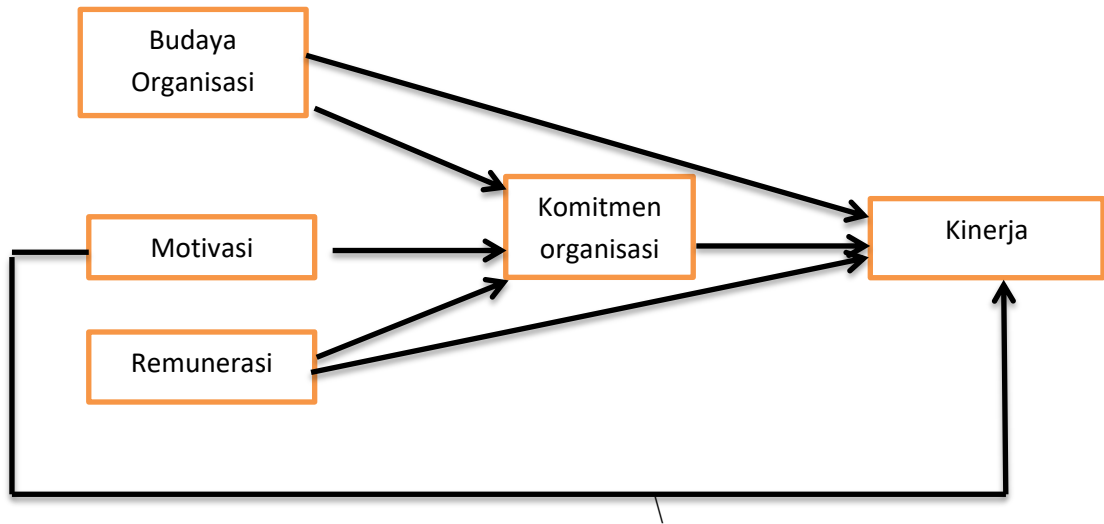 Budaya
Organisasi
Komitmen
organisasi
Kinerja
Motivasi
Remunerasi